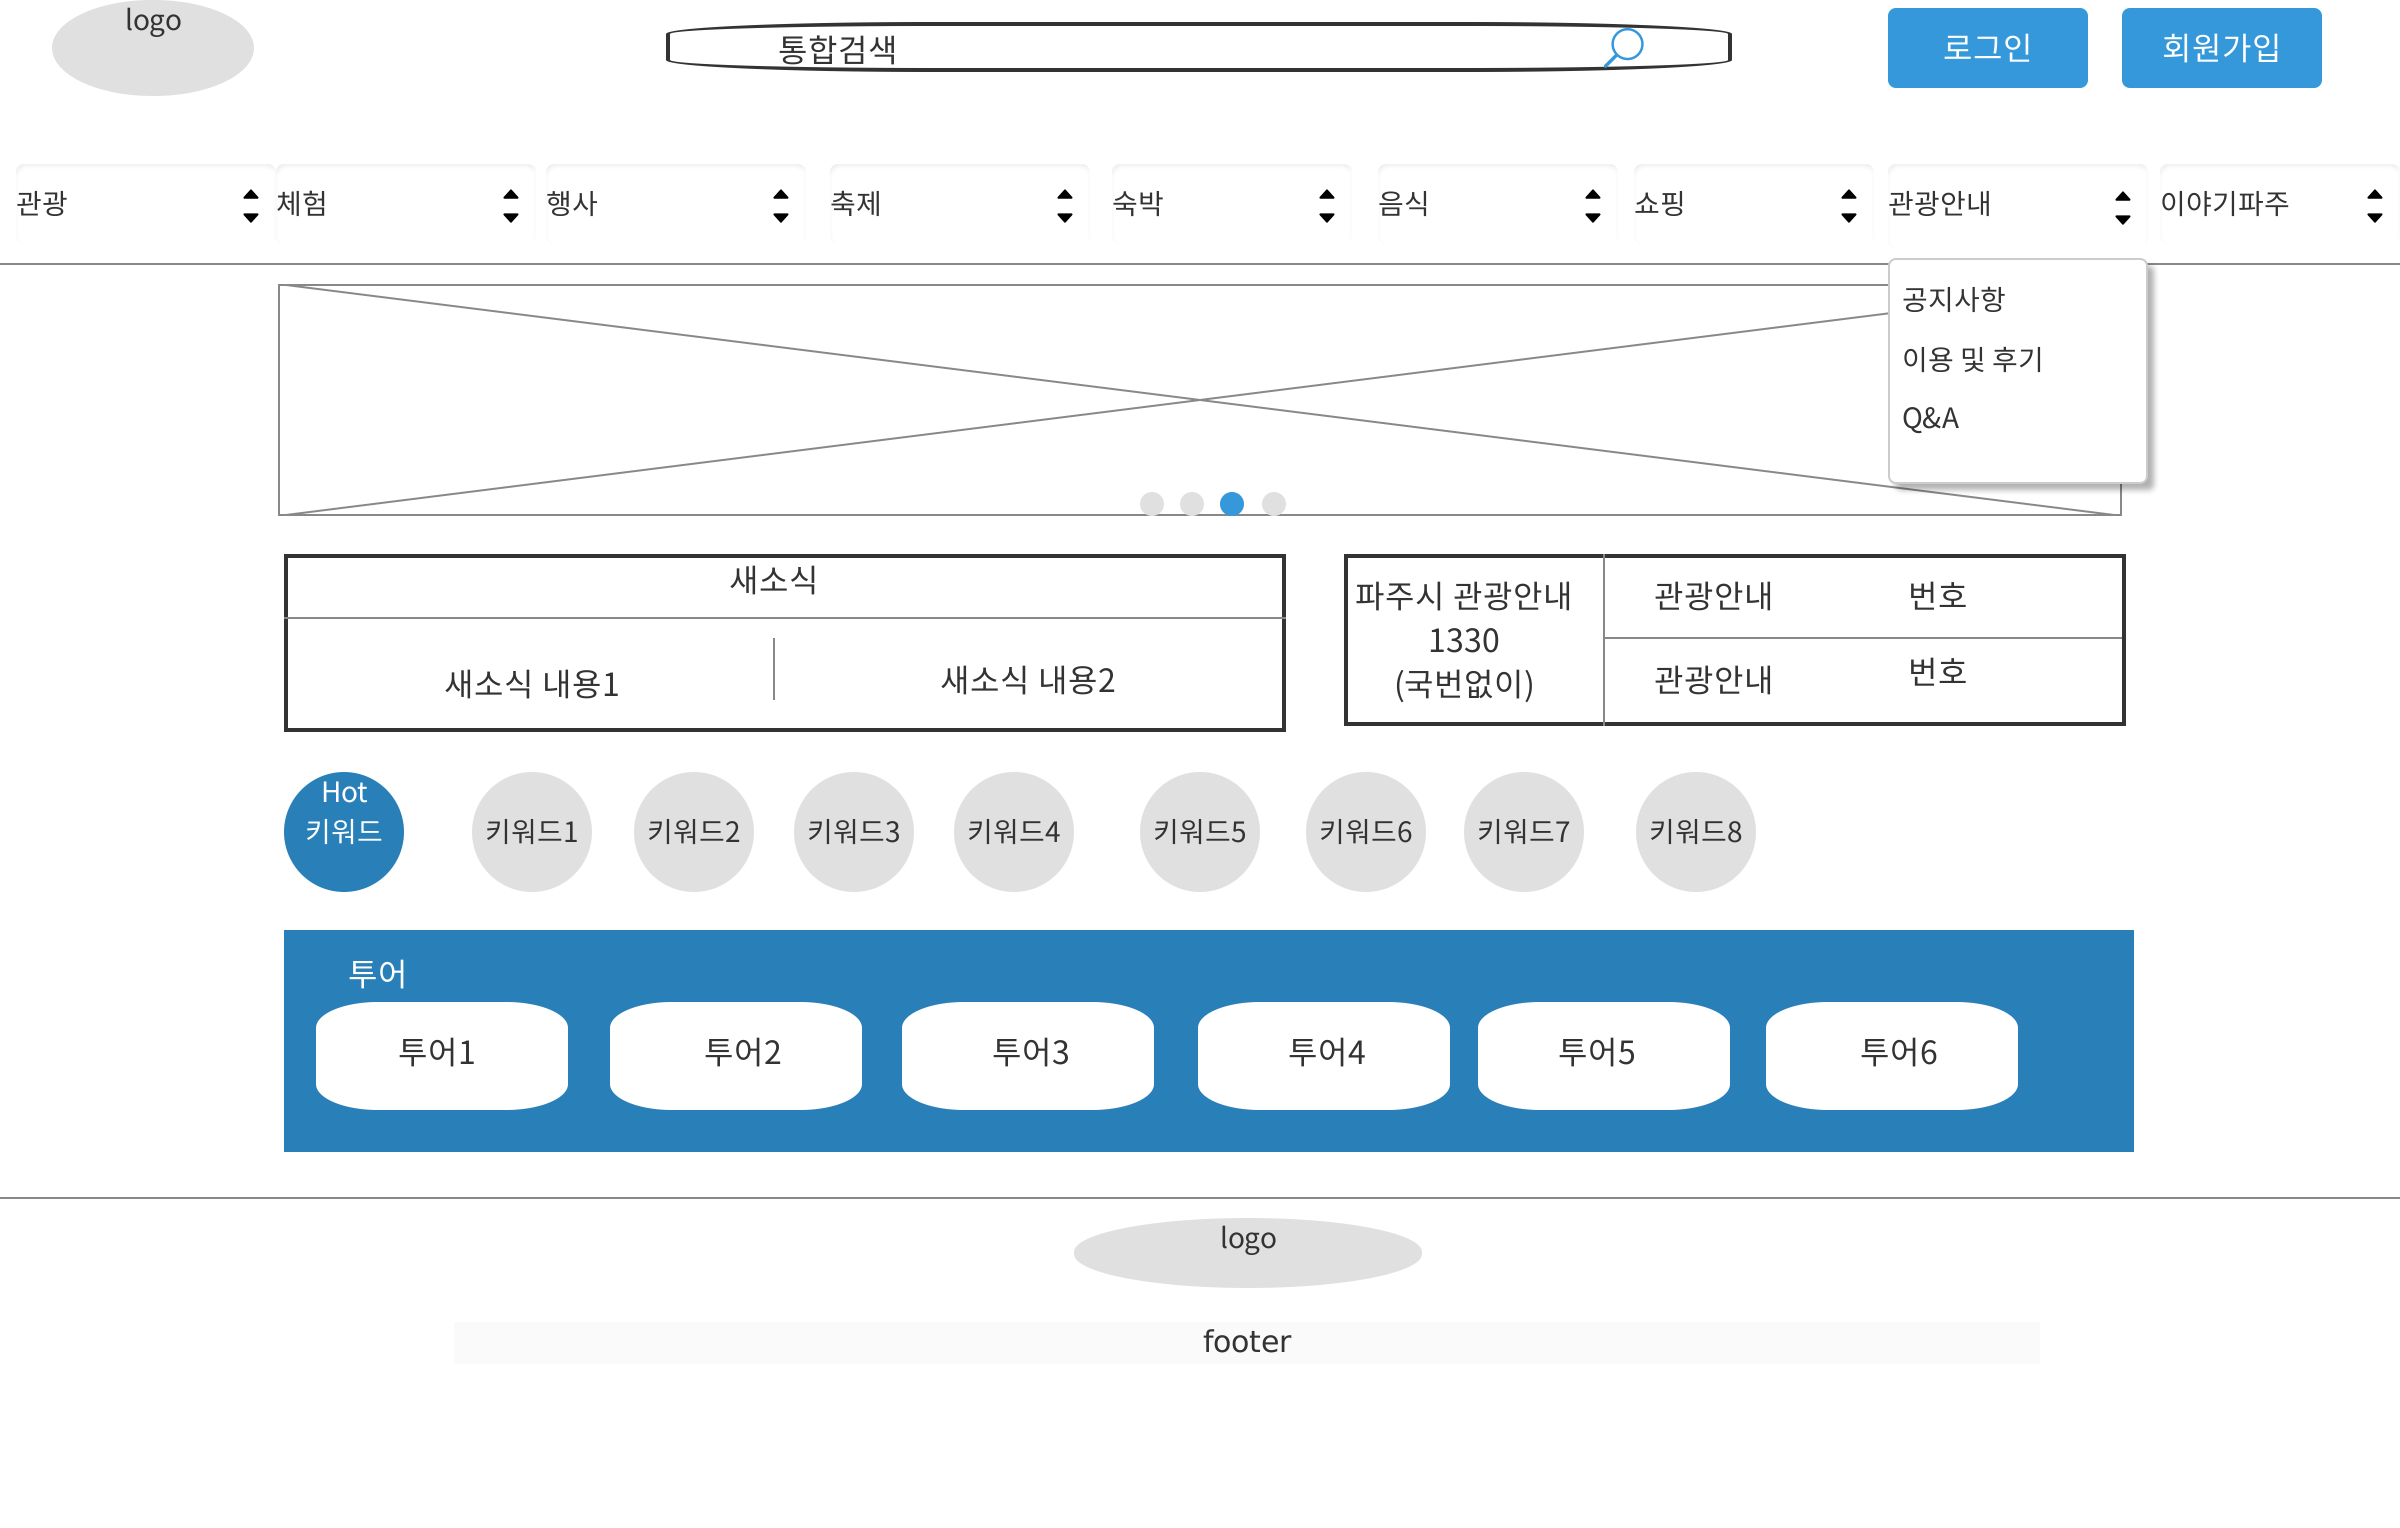 logo
통합검색
로그인
회원가입
관광
체험
행사
축제
숙박
음식
쇼핑
관광안내
이야기파주
공지사항
이용 및 후기
Q&A
새소식
새소식 내용1
새소식 내용2
파주시 관광안내
1330
(국번없이)
관광안내
번호
관광안내
번호
Hot
키워드
키워드1
키워드2
키워드3
키워드4
키워드5
키워드6
키워드7
키워드8
투어
투어1
투어2
투어3
투어4
투어5
투어6
logo
footer